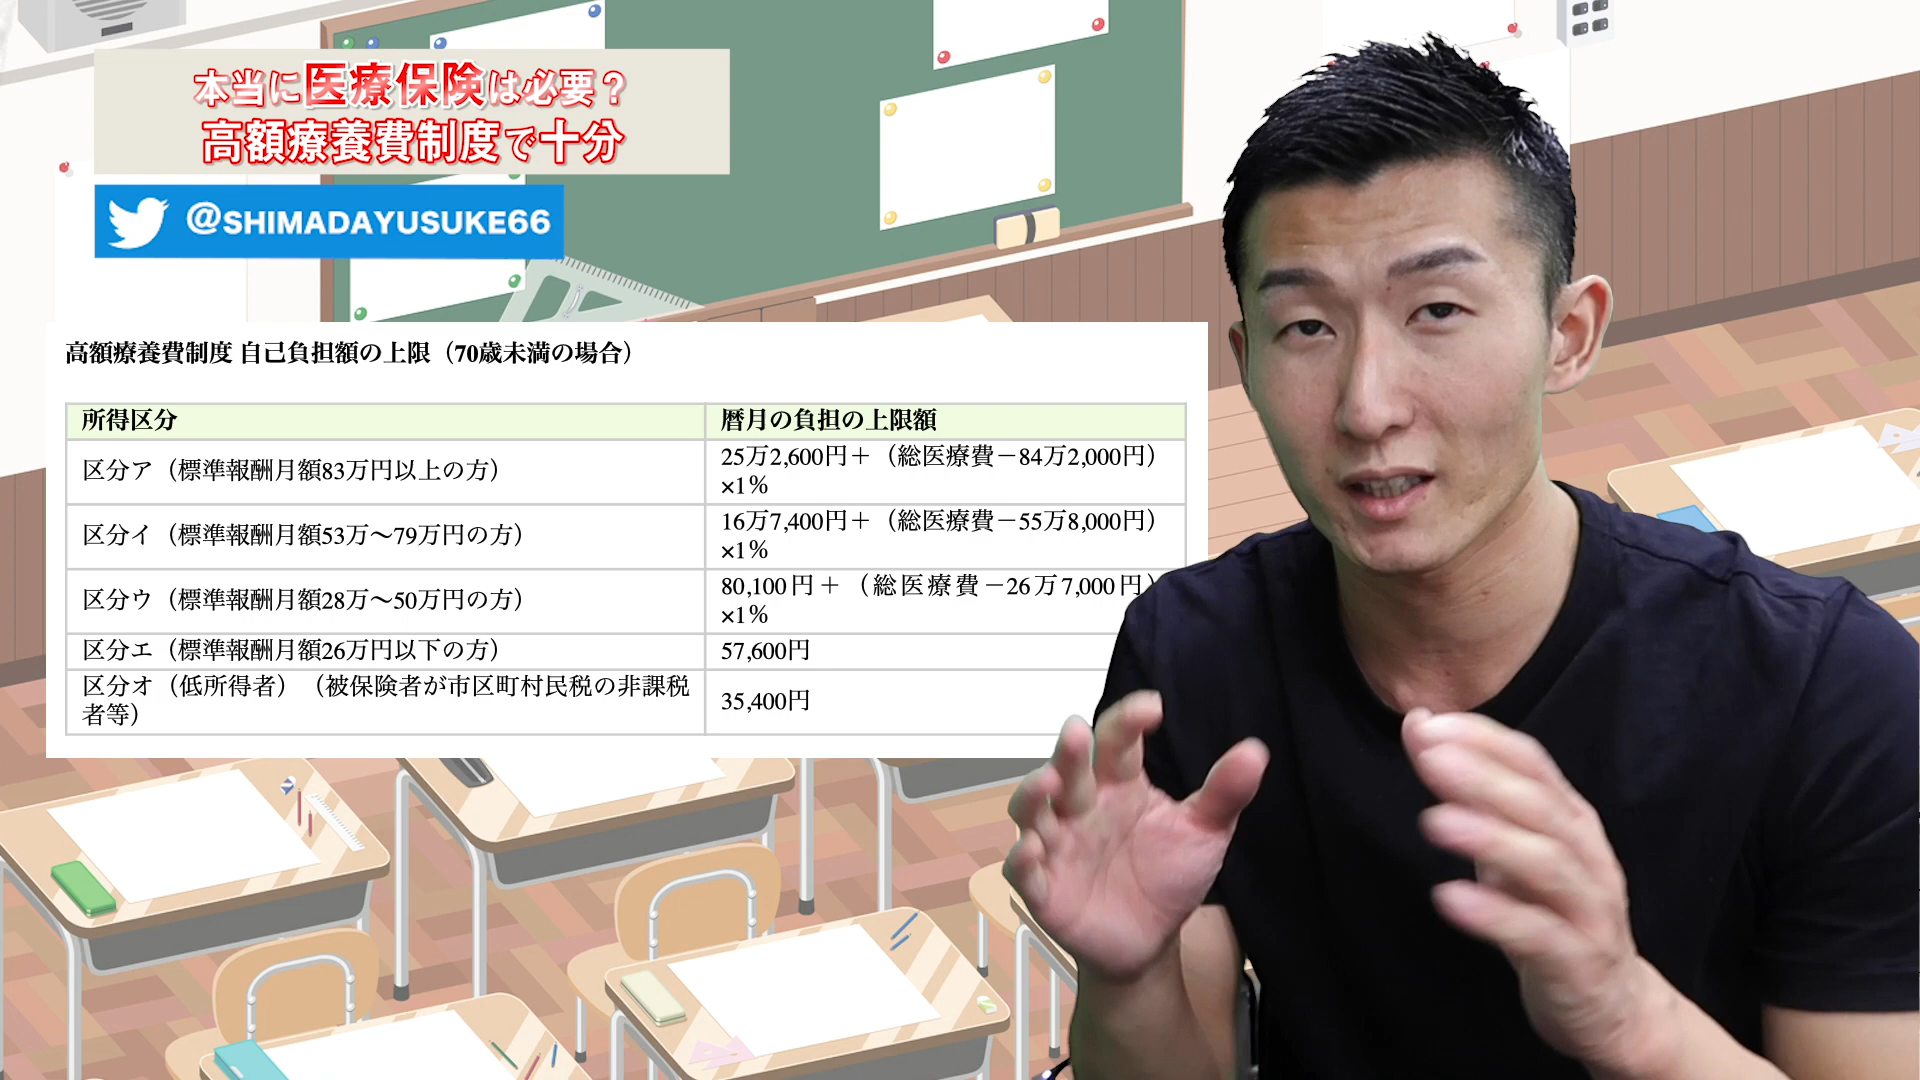 本当に医療保険は必要？
高額療養費制度で十分
@SHIMADAYUSUKE66
高額療養費制度 自己負担額の上限（70歳未満の場合）
所得区分
暦月の負担の上限額
区分ア（標準報酬月額83万円以上の方）
25万2,600円＋（総医療費－84万2,000円）
×1％
区分イ（標準報酬月額53万～79万円の方）
16万7,400円＋（総医療費－55万8,000円）
×1％
区分ウ（標準報酬月額28万～50万円の方）
80,100円＋（総医療費－26万7,000円）
×1％
区分エ（標準報酬月額26万円以下の方）
57,600円
区分オ（低所得者）（被保険者が市区町村民税の非課税
者等）
35,400円